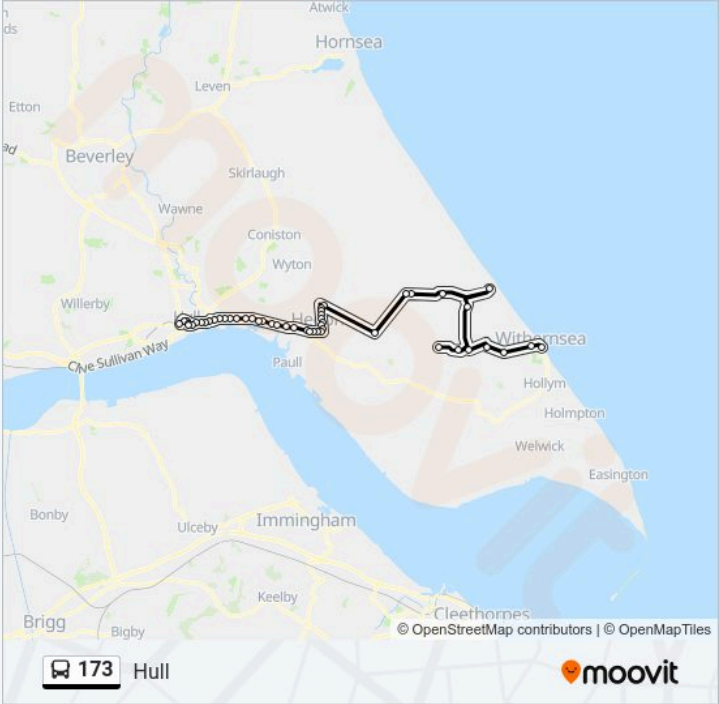 Atwick
Hornsea
Leven
Etton
Beverley
Skirlaugh
Wawne
Coniston
Wyton
Willerby
Withernsea
Clive Sullivan Way
Paull
Hollym
Holmpton
Welwick
Easington
Bonby
Ulceby
Immingham
Keelby
Cleethorpes
Brigg
Bigby
© OpenStreetMap contributors | © OpenMapTiles
173 Hull
moovit